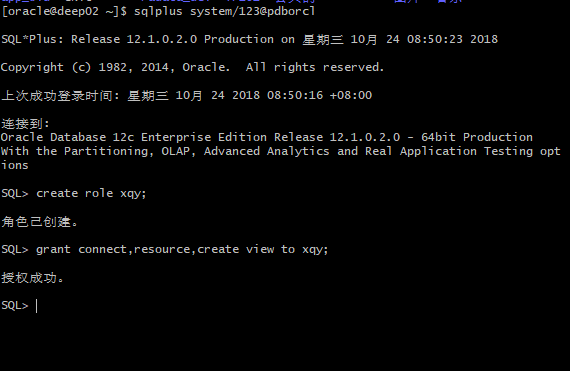 [oracle@deep02 ~]$ sqlplus system/123@pdborcl
SQL*Plus: Release 12.1.0.2.0 Production on 星期三 10月 24 08:50:23 2018
Copyright (c) 1982, 2014, Oracle.  All rights reserved.
上次成功登录时间: 星期三 10月 24 2018 08:50:16 +08:00
连接到:
Oracle Database 12c Enterprise Edition Release 12.1.0.2.0 - 64bit Production
With the Partitioning, OLAP, Advanced Analytics and Real Application Testing opt
ions
SQL> create role xqy;
角色已创建。
SQL> grant connect,resource,create view to xqy;
授权成功。
SQL>